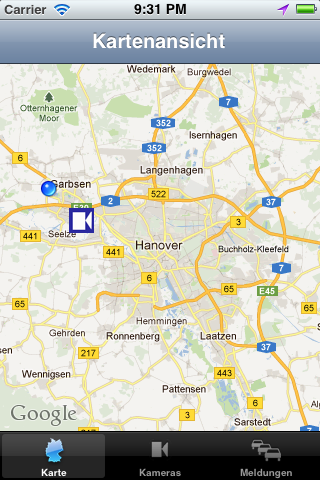 Carrier 9:31 PM
Kartenansicht
Wedemark
Burgwedel
Otternhagener
Moor
7
352
Isernhagen
352
6
Langenhagen
Garbsen
522
2
37
E30
3
441
Seelze
441
Hanover
Buchholz-Kleefeld
7
6
65
E45
65
65
Hemmingen
Gehrden
Ronnenberg
Laatzen
217
37
Wennigsen
443
Pattensen
Sarstedt
Google
6
Karte
Kameras
Meldungen